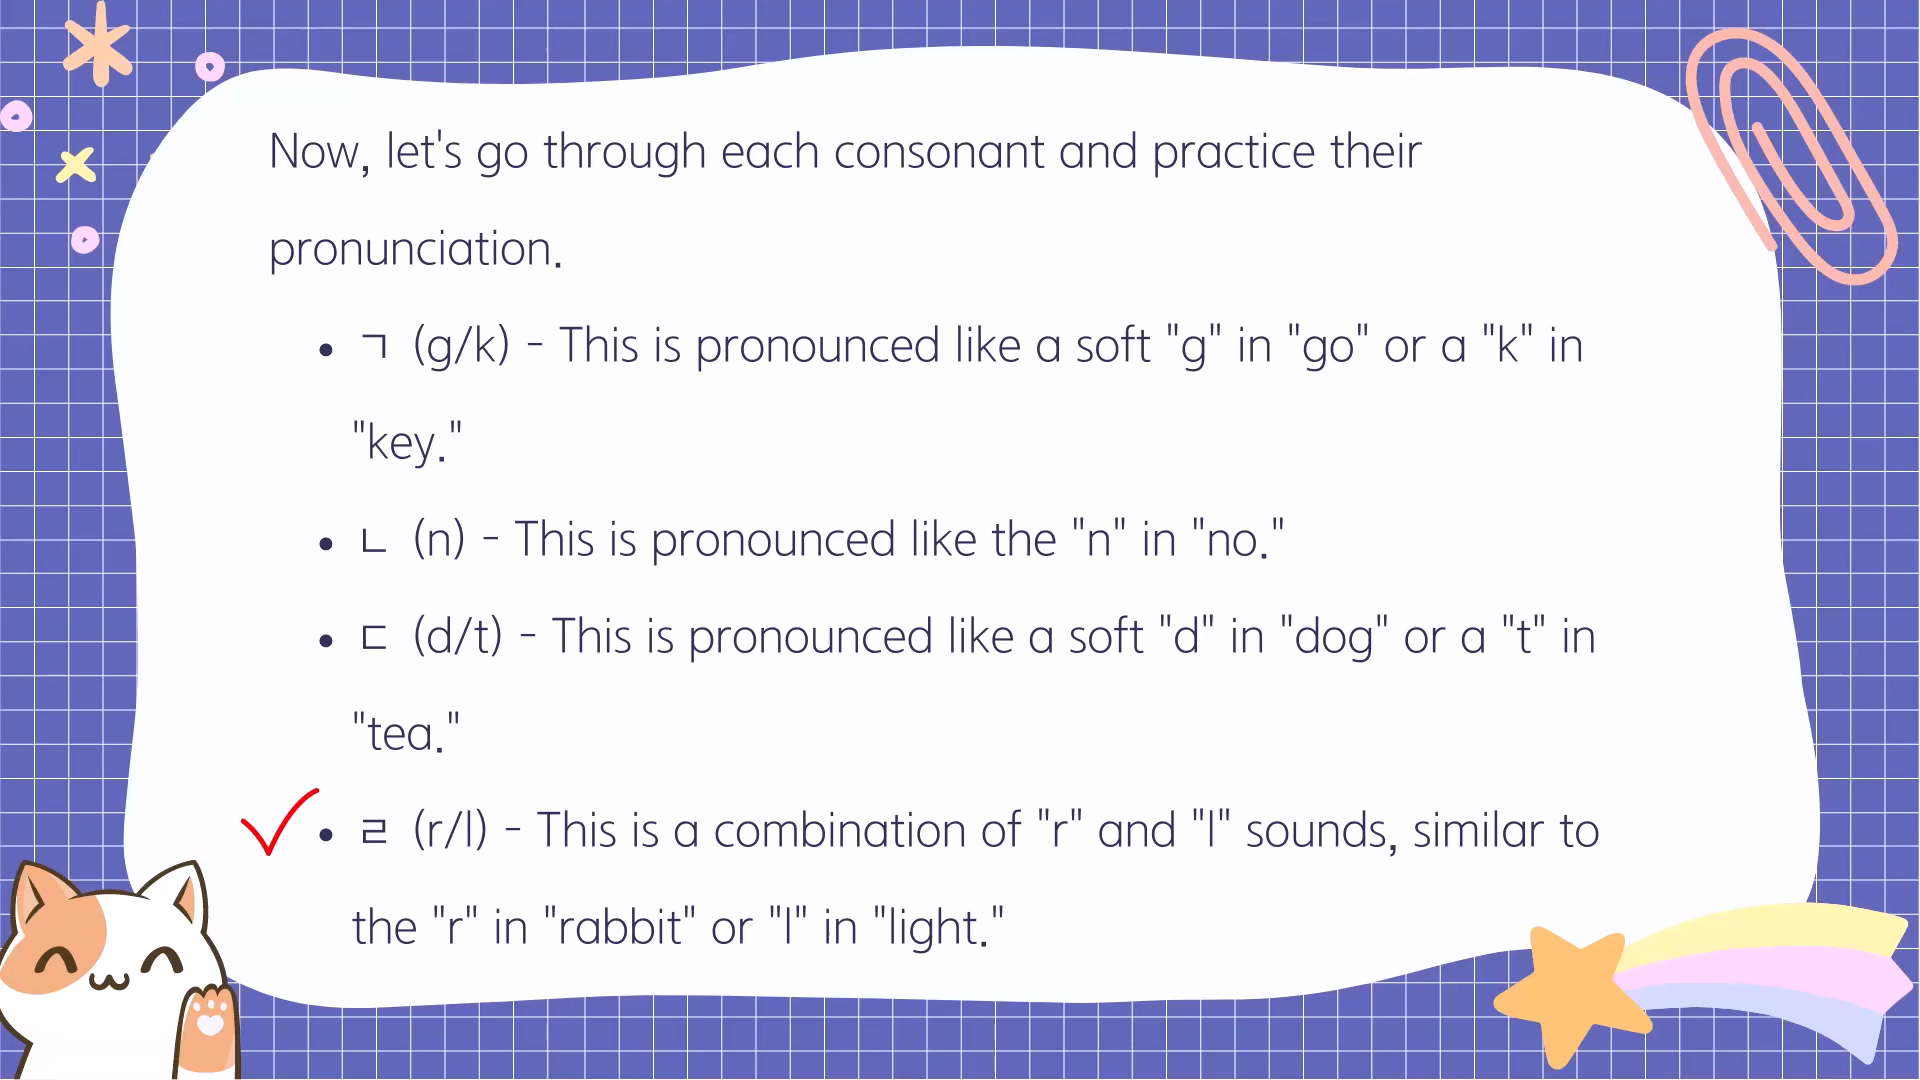 Now, let's go through each consonant and practice their
pronunciation.
• ㄱ (g/k) - This is pronounced like a soft "g" in "go" or a "k" in
"key."
• ㄴ (n) - This is pronounced like the "n" in "no."
• ㄷ (d/t) - This is pronounced like a soft "d" in "dog" or a "t" in
"tea."
• ㄹ (r/l) - This is a combination of "r" and "l" sounds, similar to
the "r" in "rabbit" or "l" in "light."